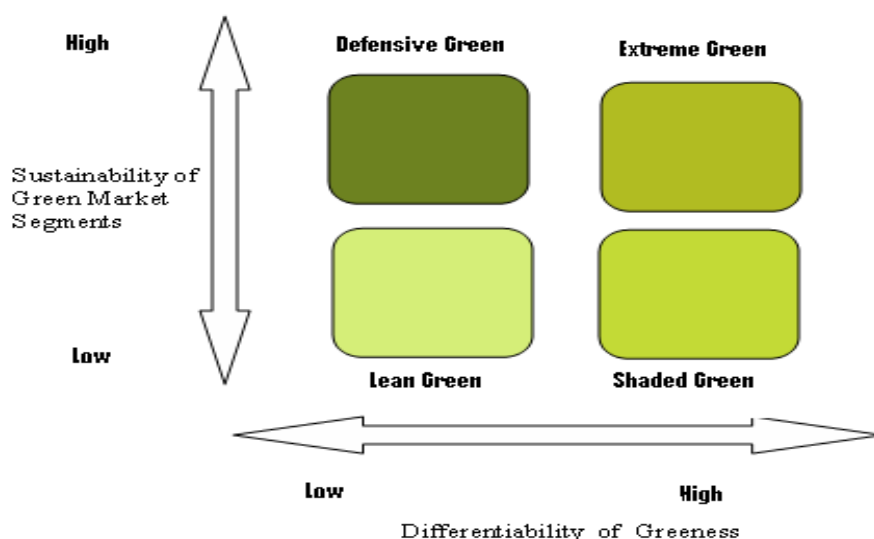 High
Defensive Green
Extreme Green
Sustainability of
Green Market
Segments
Low
Lean Green
Shaded Green
Low
High
Differentiability of Greeness